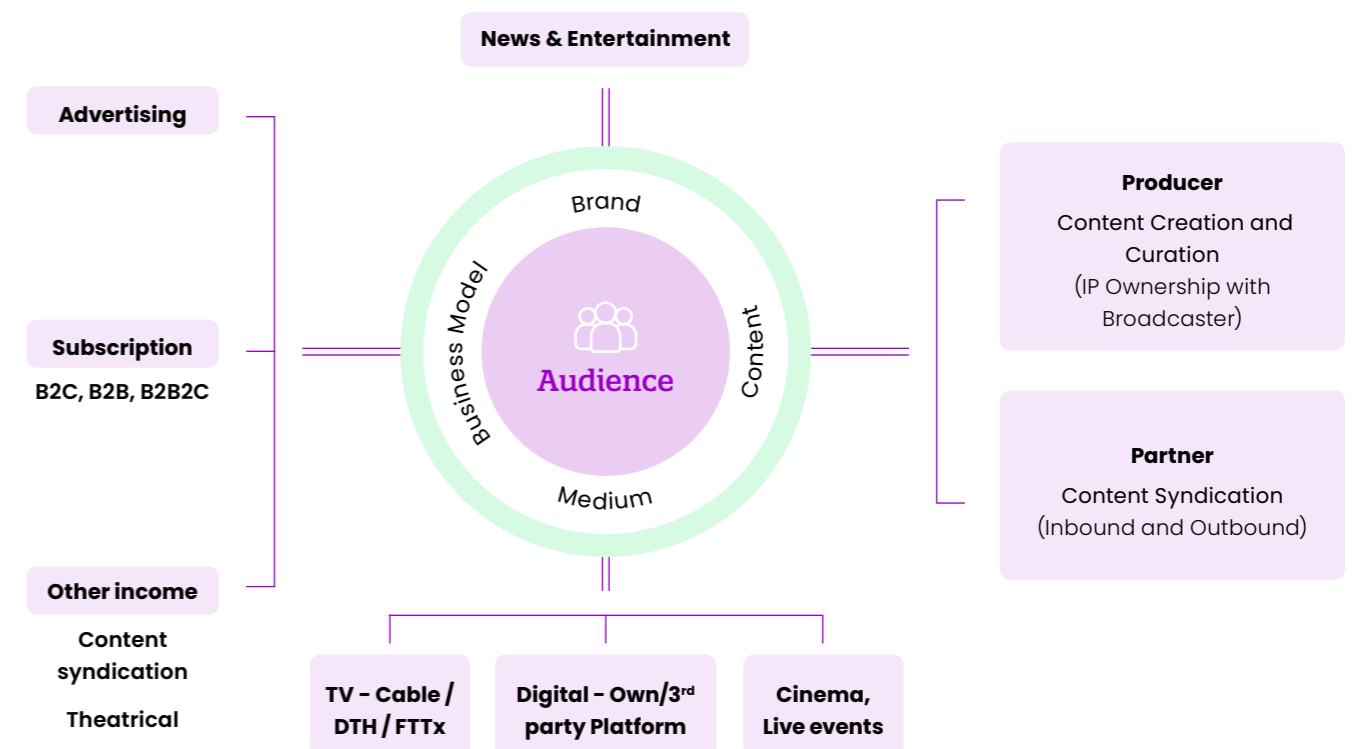 News & Entertainment
Advertising
Subscription
B2C, B2B, B2B2C
Other income
Content
syndication
Theatrical
Brand
Business Model
Audience
Content
Medium
Producer
Content Creation and
Curation
(IP Ownership with
Broadcaster)
Partner
Content Syndication
(Inbound and Outbound)
TV - Cable /
DTH / FTTx
Digital - Own/3rd
party Platform
Cinema,
Live events